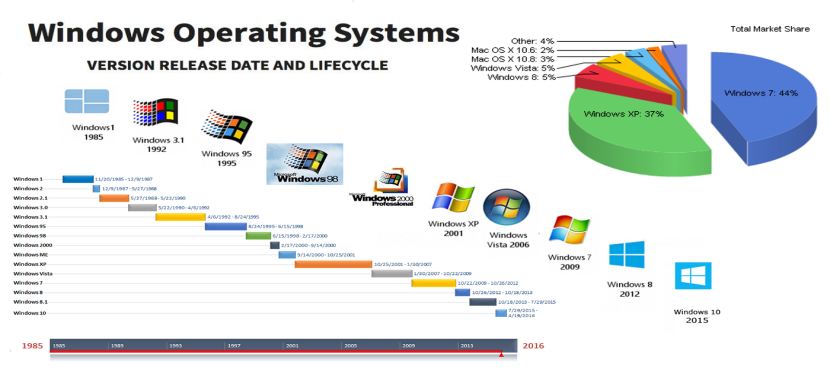 Windows Operating Systems
VERSION RELEASE DATE AND LIFECYCLE
Total Market Share
Other: 4%
Mac OS X 10.6: 2%
Mac OS X 10.8: 3%
Windows Vista: 5%
Windows 8: 5%
Windows 7: 44%
Windows XP: 37%
Windows1
1985
Windows 3.1
1992
Windows 95
1995
Microsoft
Windows98
Microsoft
Windows 2000
Professional
Windows XP
2001
Windows
Vista 2006
Windows 7
2009
Windows 8
2012
Windows 10
2015
Windows 1 11/20/1985 - 12/9/1987
Windows 2 12/9/1987 - 5/27/1988
Windows 2.1 5/27/1988 - 5/22/1990
Windows 3.0 5/22/1990 - 4/6/1992
Windows 3.1 4/6/1992 - 8/24/1995
Windows 95 8/24/1995 - 6/15/1998
Windows 98 6/15/1998 - 2/17/2000
Windows 2000 2/17/2000 - 9/14/2000
Windows ME 9/14/2000 - 10/25/2001
Windows XP 10/25/2001 - 1/30/2007
Windows Vista 1/30/2007 - 10/22/2009
Windows 7 10/22/2009 - 10/26/2012
Windows 8 10/26/2012 - 10/18/2013
Windows 8.1 10/18/2013 - 7/29/2015
Windows 10 7/29/2015 -
4/19/2016
1985 1985 1989 1993 1997 2001 2005 2009 2013 2016